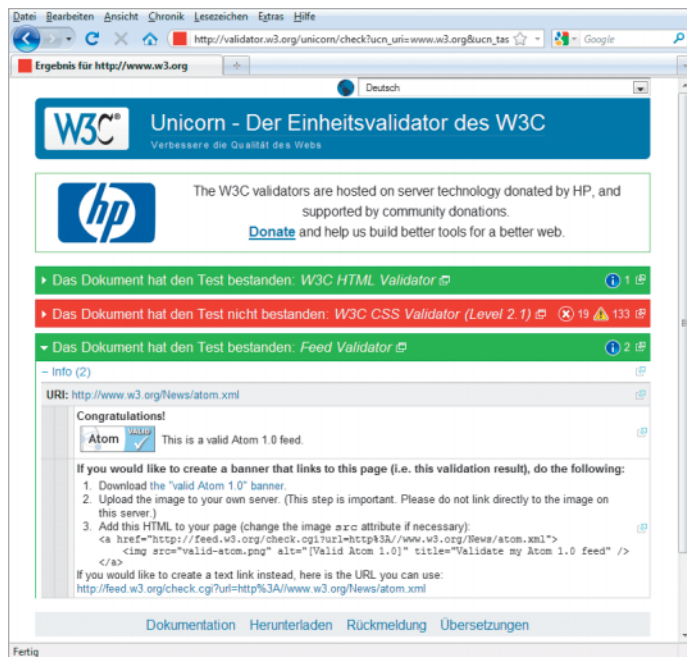 Datei Bearbeiten Ansicht Chronik Lesezeichen Extras Hilfe
http://validator.w3.org/unicorn/check?ucn_uri=www.w3.org&ucn_tas
Google
Ergebnis für http://www.w3.org
Deutsch
W3C® Unicorn - Der Einheitsvalidator des W3C
Verbessere die Qualität des Webs
hp
The W3C validators are hosted on server technology donated by HP, and
supported by community donations.
Donate and help us build better tools for a better web.
Das Dokument hat den Test bestanden: W3C HTML Validator 1
Das Dokument hat den Test nicht bestanden: W3C CSS Validator (Level 2.1) 19 133
Das Dokument hat den Test bestanden: Feed Validator 2
− Info (2)
URI: http://www.w3.org/News/atom.xml
Congratulations!
Atom VALID This is a valid Atom 1.0 feed.
If you would like to create a banner that links to this page (i.e. this validation result), do the following:
1. Download the "valid Atom 1.0" banner.
2. Upload the image to your own server. (This step is important. Please do not link directly to the image on
this server.)
3. Add this HTML to your page (change the image src attribute if necessary):
<a href="http://feed.w3.org/check.cgi?url=http%3A//www.w3.org/News/atom.xml">
<img src="valid-atom.png" alt="[Valid Atom 1.0]" title="Validate my Atom 1.0 feed" />
</a>
If you would like to create a text link instead, here is the URL you can use:
http://feed.w3.org/check.cgi?url=http%3A//www.w3.org/News/atom.xml
Dokumentation Herunterladen Rückmeldung Übersetzungen
Fertig